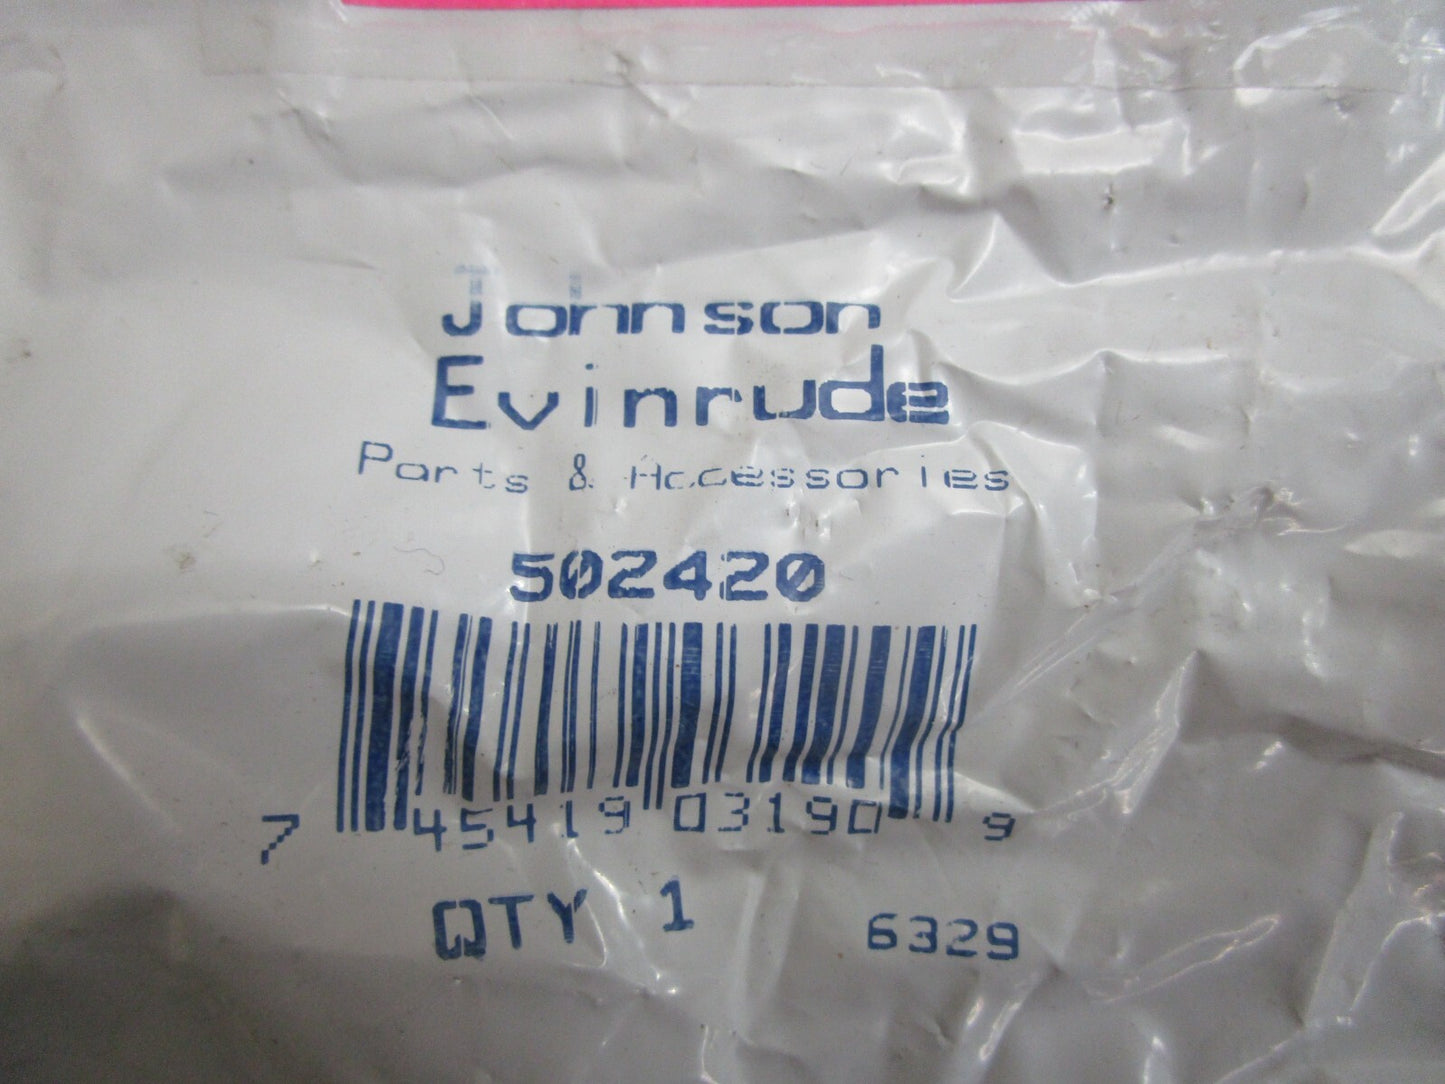 Johnson
Evinrude
Parts & Accessories
502420
7 45419 03190 9
QTY 1 6329